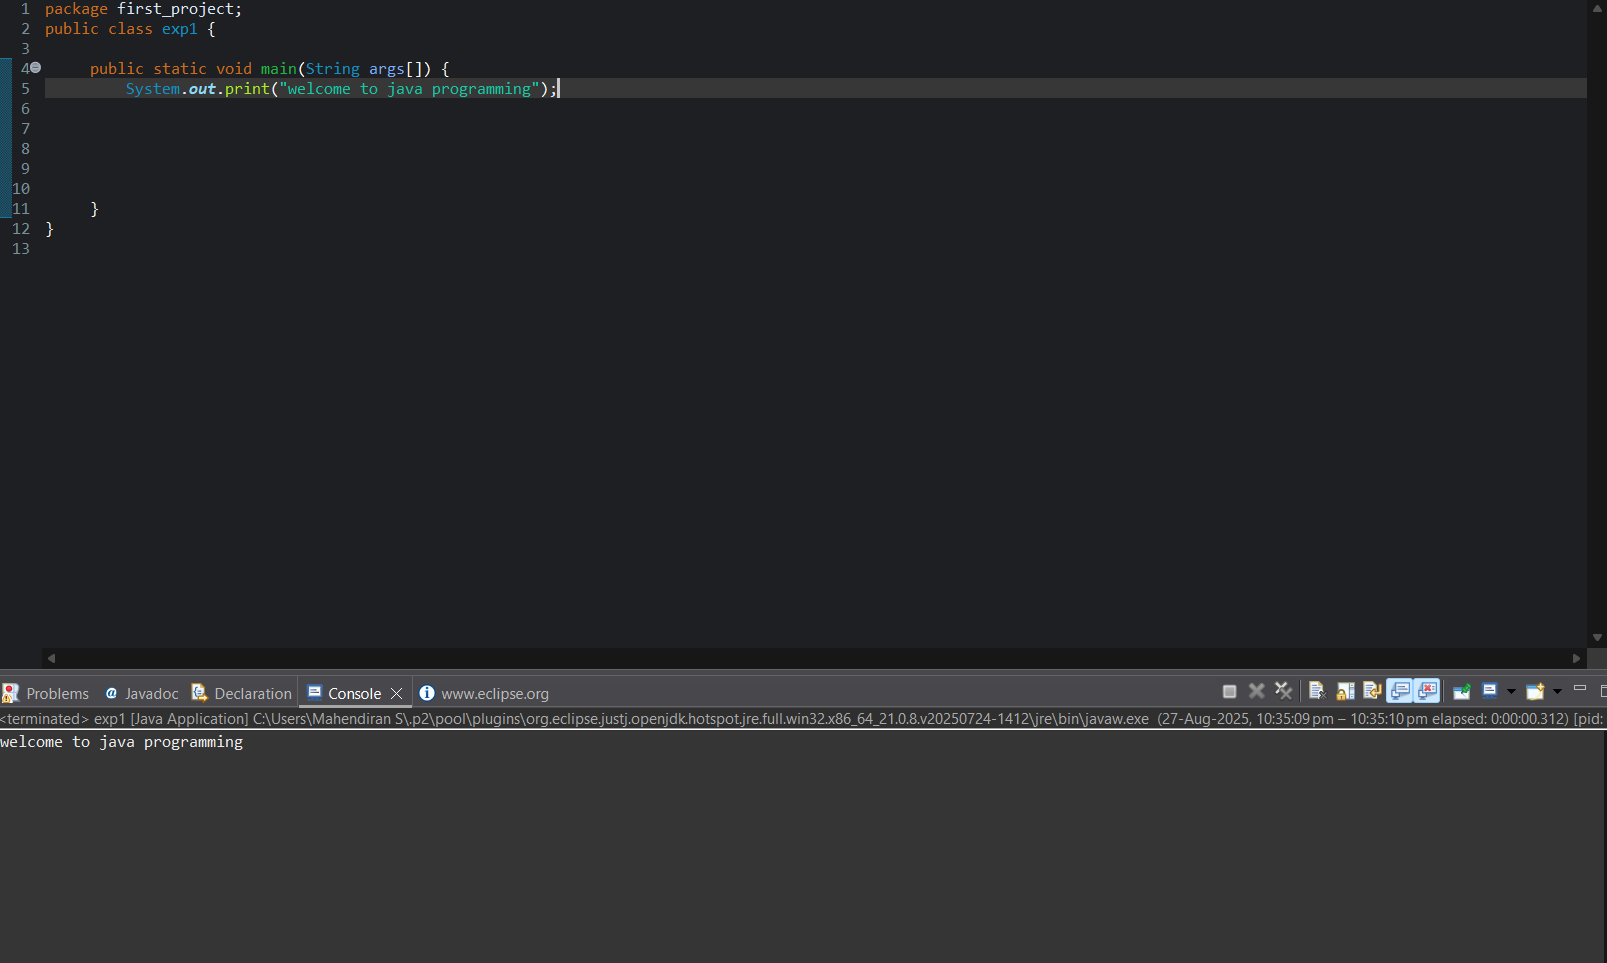 1 package first_project;
2 public class exp1 {
3
4 public static void main(String args[]) {
5 System.out.print("welcome to java programming");
6
7
8
9
10
11 }
12 }
13
Problems @ Javadoc Declaration Console www.eclipse.org
<terminated> exp1 [Java Application] C:\Users\Mahendiran S\.p2\pool\plugins\org.eclipse.justj.openjdk.hotspot.jre.full.win32.x86_64_21.0.8.v20250724-1412\jre\bin\javaw.exe (27-Aug-2025, 10:35:09 pm – 10:35:10 pm elapsed: 0:00:00.312) [pid:
welcome to java programming